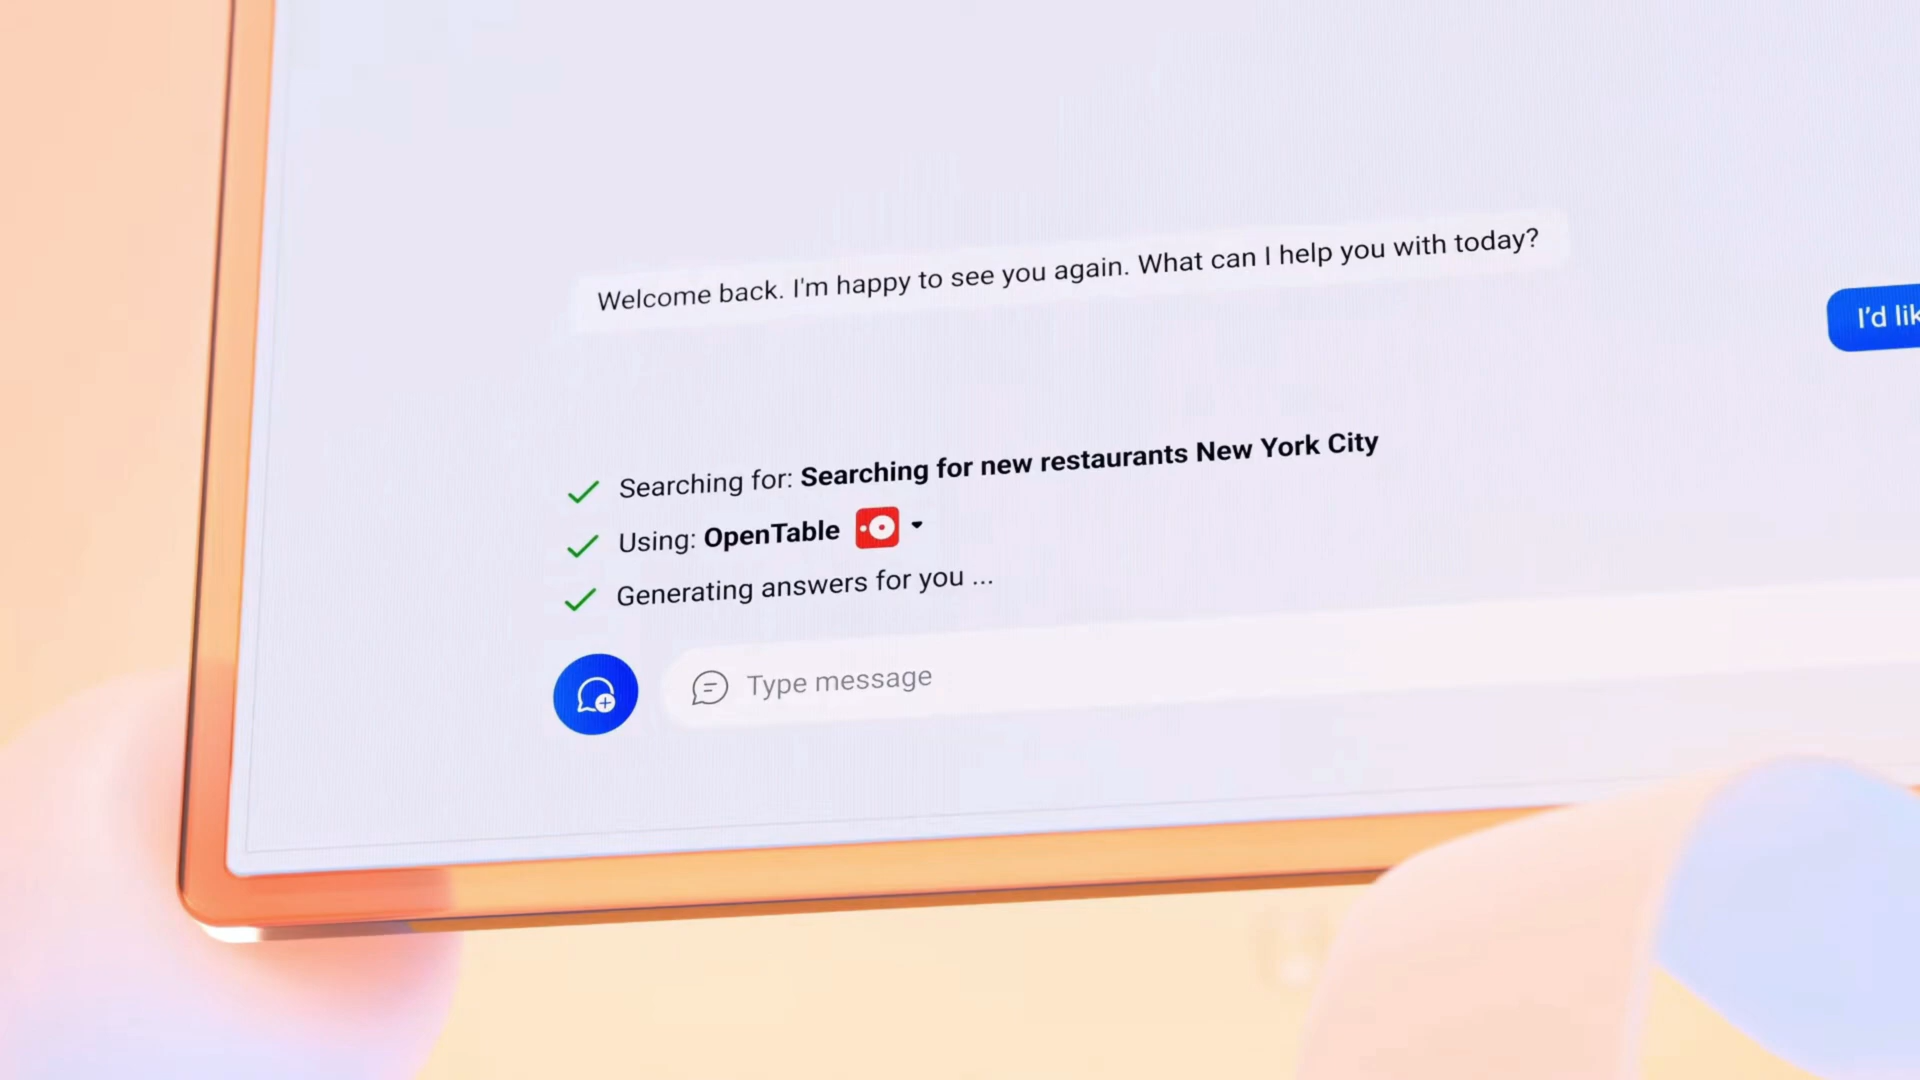 Welcome back. I'm happy to see you again. What can I help you with today?
I’d
Searching for: Searching for new restaurants New York City
Using: OpenTable
Generating answers for you ...
Type message